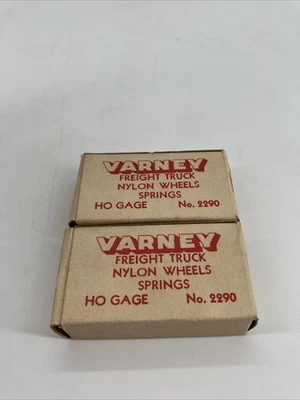 VARNEY
FREIGHT TRUCK
NYLON WHEELS
SPRINGS
HO GAGE No. 2290
VARNEY
FREIGHT TRUCK
NYLON WHEELS
SPRINGS
HO GAGE No. 2290